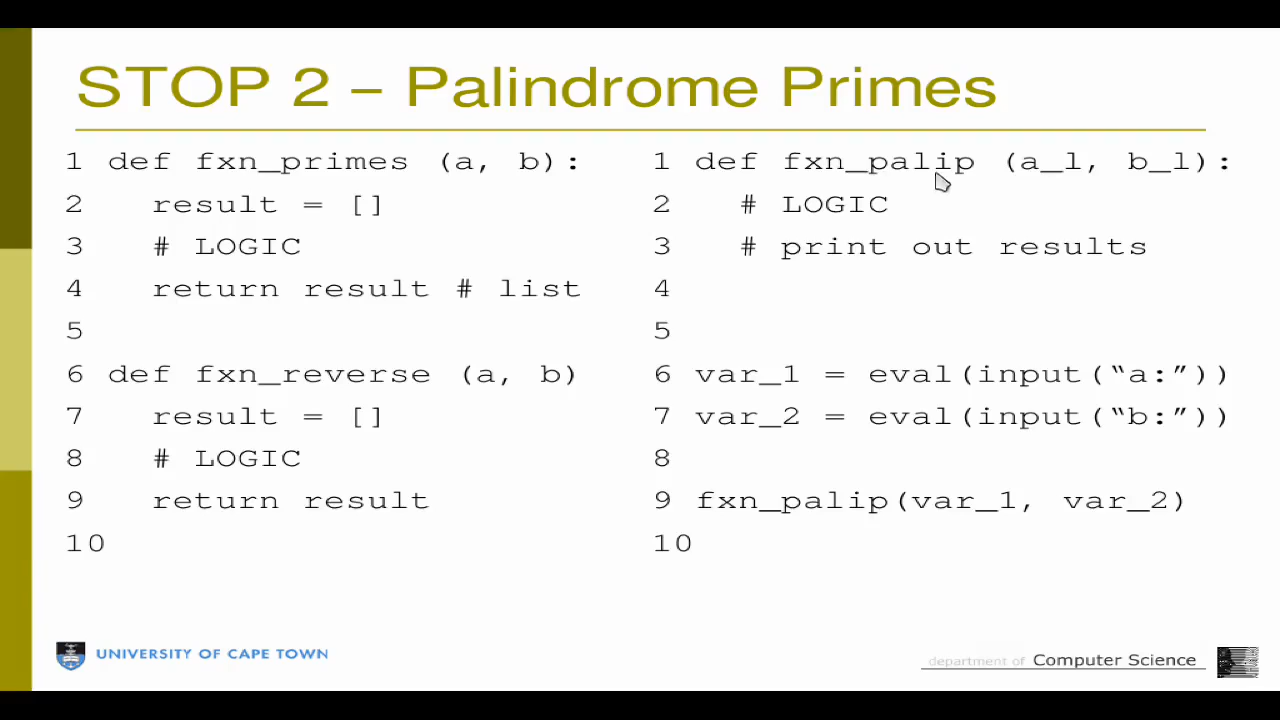 STOP 2 – Palindrome Primes
1 def fxn_primes (a, b):
2 result = []
3 # LOGIC
4 return result # list
5
6 def fxn_reverse (a, b)
7 result = []
8 # LOGIC
9 return result
10
1 def fxn_palip (a_l, b_l):
2 # LOGIC
3 # print out results
4
5
6 var_1 = eval(input(“a:”))
7 var_2 = eval(input(“b:”))
8
9 fxn_palip(var_1, var_2)
10
UNIVERSITY OF CAPE TOWN
department of Computer Science